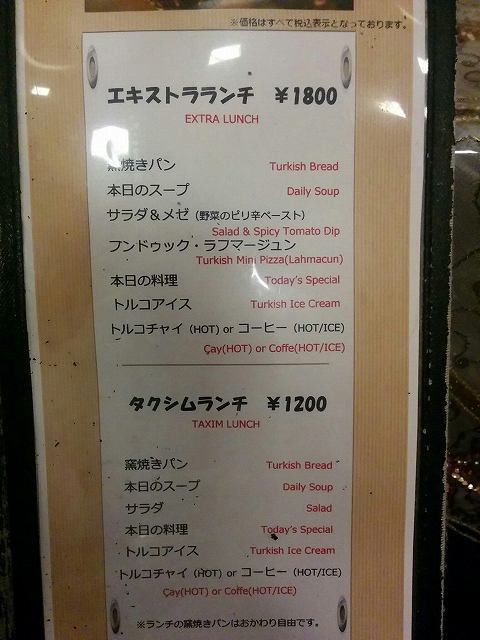 ※価格はすべて税込表示となっております。
エキストラランチ ￥1800
EXTRA LUNCH
窯焼きパン Turkish Bread
本日のスープ Daily Soup
サラダ＆メゼ（野菜のピリ辛ペースト）
Salad & Spicy Tomato Dip
フンドゥック・ラフマージュン
Turkish Mini Pizza(Lahmacun)
本日の料理 Today's Special
トルコアイス Turkish Ice Cream
トルコチャイ（HOT) or コーヒー（HOT/ICE)
Çay(HOT) or Coffe(HOT/ICE)
タクシムランチ ￥1200
TAXIM LUNCH
窯焼きパン Turkish Bread
本日のスープ Daily Soup
サラダ Salad
本日の料理 Today's Special
トルコアイス Turkish Ice Cream
トルコチャイ（HOT) or コーヒー（HOT/ICE)
Çay(HOT) or Coffe(HOT/ICE)
※ランチの窯焼きパンはおかわり自由です。